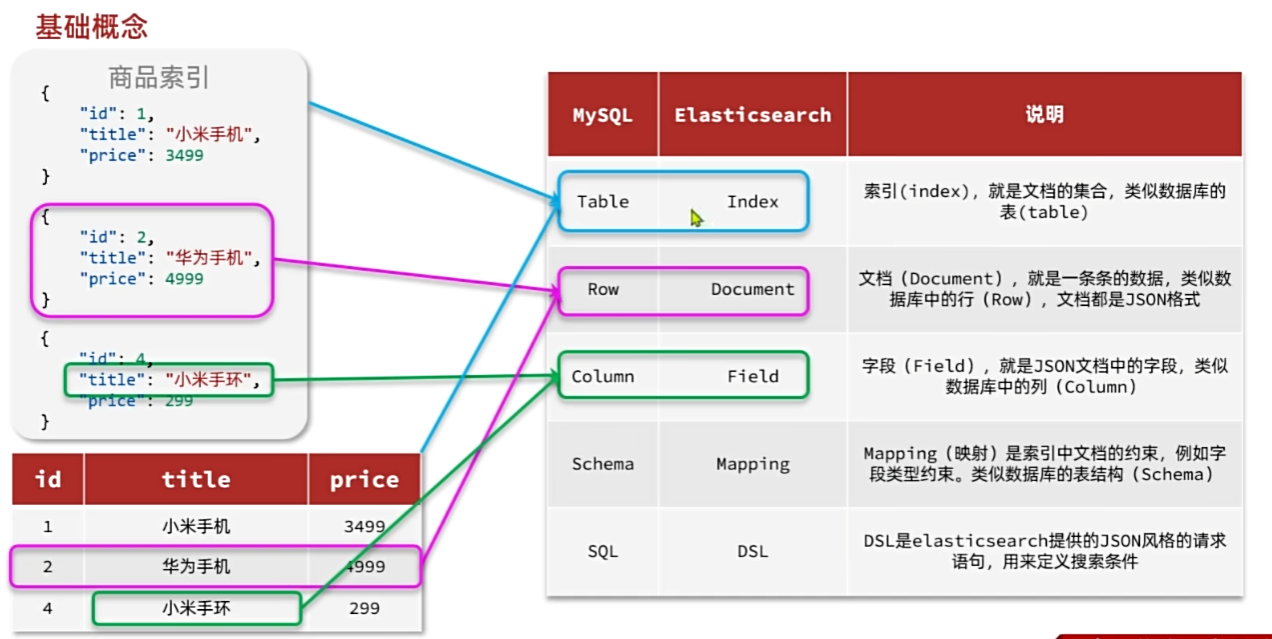 基础概念
商品索引
{
"id": 1,
"title": "小米手机",
"price": 3499
}
{
"id": 2,
"title": "华为手机",
"price": 4999
}
{
"id": 4,
"title": "小米手环",
"price": 299
}
id title price
1 小米手机 3499
2 华为手机 4999
4 小米手环 299
MySQL Elasticsearch 说明
Table Index 索引(index)，就是文档的集合，类似数据库的
表(table)
Row Document 文档（Document），就是一条条的数据，类似数
据库中的行（Row），文档都是JSON格式
Column Field 字段（Field），就是JSON文档中的字段，类似
数据库中的列（Column）
Schema Mapping Mapping（映射）是索引中文档的约束，例如字
段类型约束。类似数据库的表结构（Schema）
SQL DSL DSL是elasticsearch提供的JSON风格的请求
语句，用来定义搜索条件